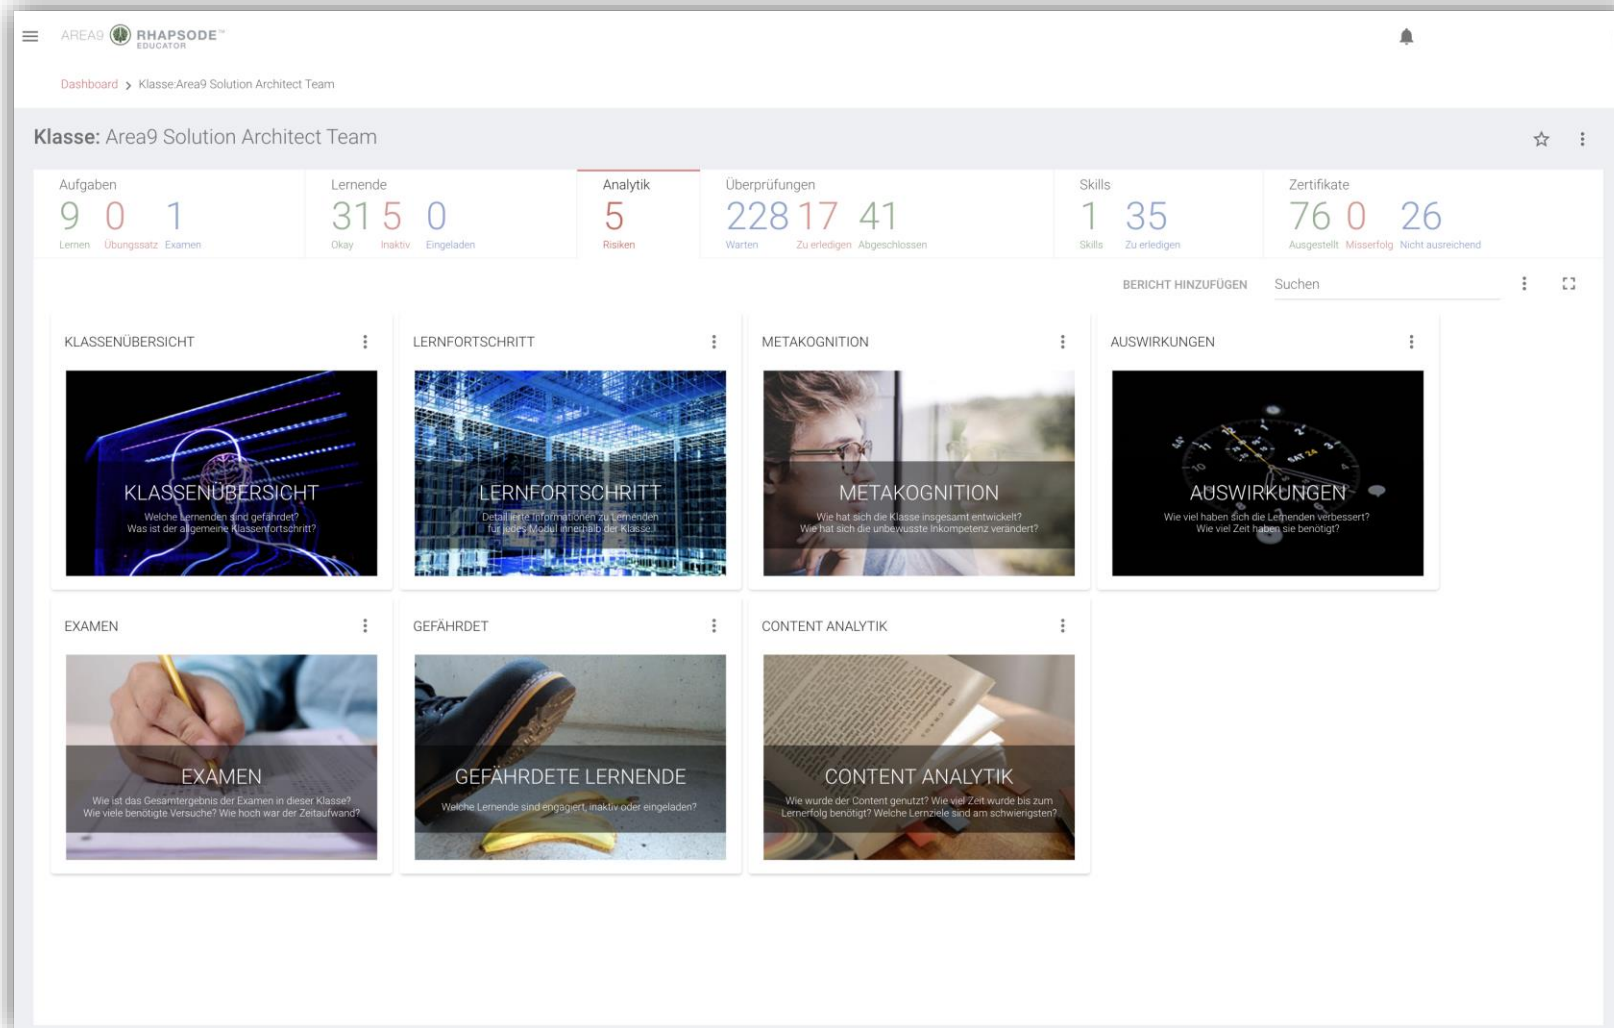 AREA9 RHAPSODE™
EDUCATOR
Dashboard > Klasse:Area9 Solution Architect Team
Klasse: Area9 Solution Architect Team
Aufgaben
9 0 1
Lernen Übungssatz Examen
Lernende
31 5 0
Okay Inaktiv Eingeladen
Analytik
5
Risiken
Überprüfungen
228 17 41
Warten Zu erledigen Abgeschlossen
Skills
1 35
Skills Zu erledigen
Zertifikate
76 0 26
Ausgestellt Misserfolg Nicht ausreichend
BERICHT HINZUFÜGEN Suchen
KLASSENÜBERSICHT
KLASSENÜBERSICHT
Welche Lernenden sind gefährdet?
Was ist der allgemeine Klassenfortschritt?
LERNFORTSCHRITT
LERNFORTSCHRITT
Detaillierte Informationen zu Lernenden
für jedes Modul innerhalb der Klasse.
METAKOGNITION
METAKOGNITION
Wie hat sich die Klasse insgesamt entwickelt?
Wie hat sich die unbewusste Inkompetenz verändert?
AUSWIRKUNGEN
SAT 24
AUSWIRKUNGEN
Wie viel haben sich die Lernenden verbessert?
Wie viel Zeit haben sie benötigt?
EXAMEN
EXAMEN
Wie ist das Gesamtergebnis der Examen in dieser Klasse?
Wie viele benötigte Versuche? Wie hoch war der Zeitaufwand?
GEFÄHRDET
GEFÄHRDETE LERNENDE
Welche Lernende sind engagiert, inaktiv oder eingeladen?
CONTENT ANALYTIK
CONTENT ANALYTIK
Wie wurde der Content genutzt? Wie viel Zeit wurde bis zum
Lernerfolg benötigt? Welche Lernziele sind am schwierigsten?